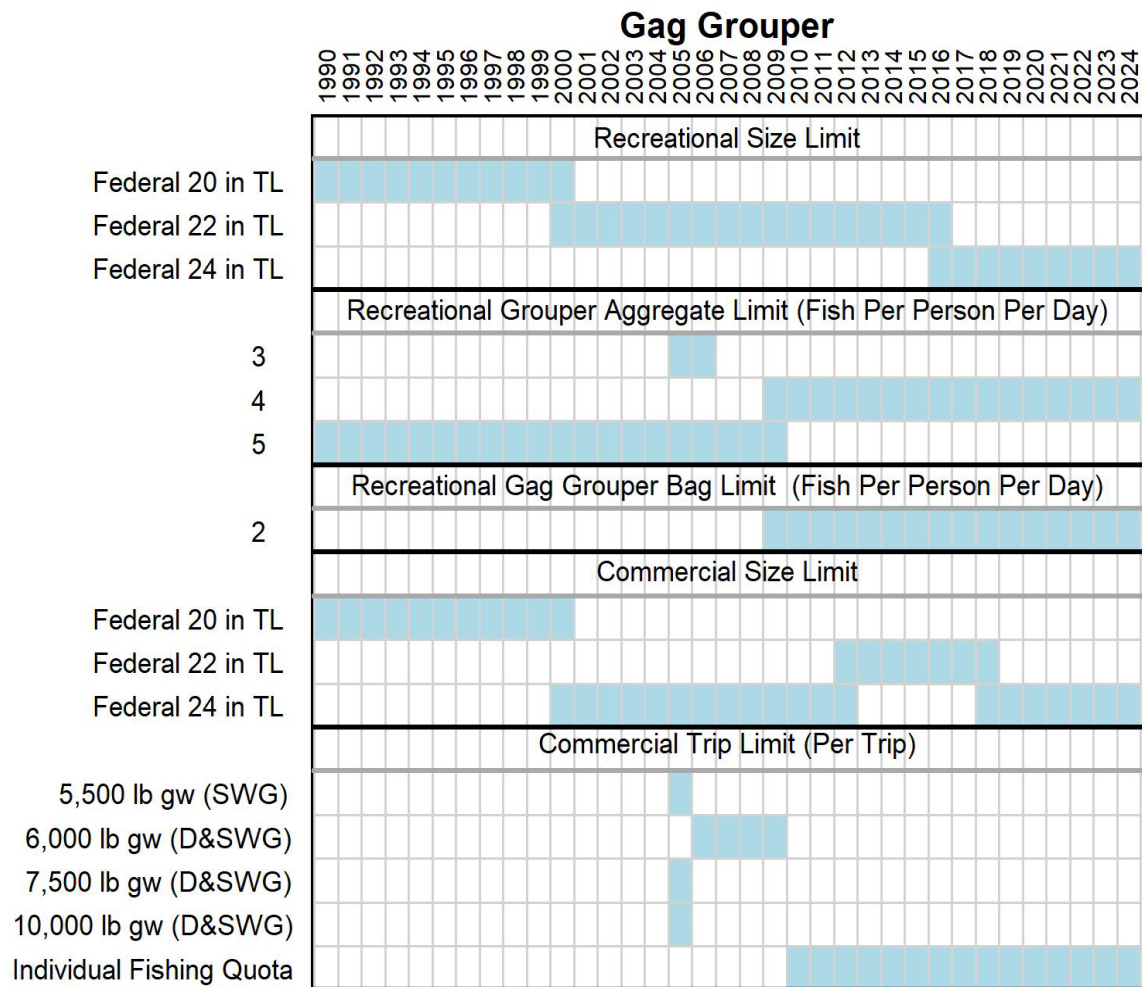 Gag Grouper
1990 1991 1992 1993 1994 1995 1996 1997 1998 1999 2000 2001 2002 2003 2004 2005 2006 2007 2008 2009 2010 2011 2012 2013 2014 2015 2016 2017 2018 2019 2020 2021 2022 2023 2024
Recreational Size Limit
Federal 20 in TL
Federal 22 in TL
Federal 24 in TL
Recreational Grouper Aggregate Limit (Fish Per Person Per Day)
3
4
5
Recreational Gag Grouper Bag Limit (Fish Per Person Per Day)
2
Commercial Size Limit
Federal 20 in TL
Federal 22 in TL
Federal 24 in TL
Commercial Trip Limit (Per Trip)
5,500 lb gw (SWG)
6,000 lb gw (D&SWG)
7,500 lb gw (D&SWG)
10,000 lb gw (D&SWG)
Individual Fishing Quota